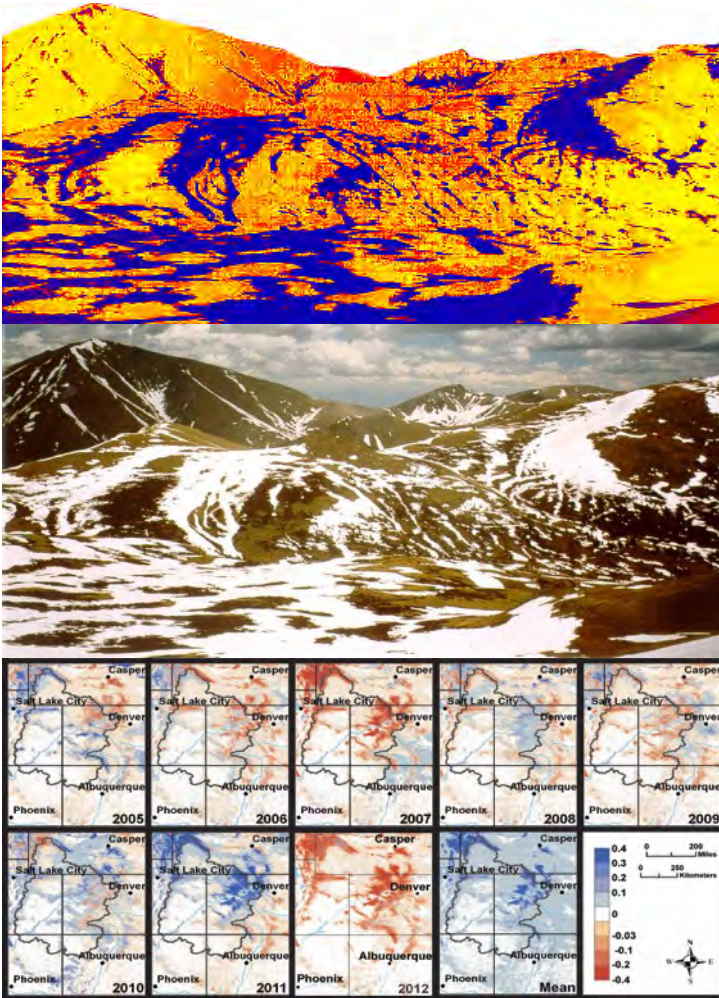 Casper
Salt Lake City
Denver
Albuquerque
Phoenix
2005
Casper
Salt Lake City
Denver
Albuquerque
Phoenix
2006
Casper
Salt Lake City
Denver
Albuquerque
Phoenix
2007
Casper
Salt Lake City
Denver
Albuquerque
Phoenix
2008
Casper
Salt Lake City
Denver
Albuquerque
Phoenix
2009
Casper
Salt Lake City
Denver
Albuquerque
Phoenix
2010
Casper
Salt Lake City
Denver
Albuquerque
Phoenix
2011
Casper
Salt Lake City
Denver
Albuquerque
Phoenix
2012
Casper
Salt Lake City
Denver
Albuquerque
Phoenix
Mean
0.4
0.3
0.2
0.1
0
-0.03
-0.1
-0.2
-0.4
0 200
Miles
0 250
Kilometers
N
W E
S